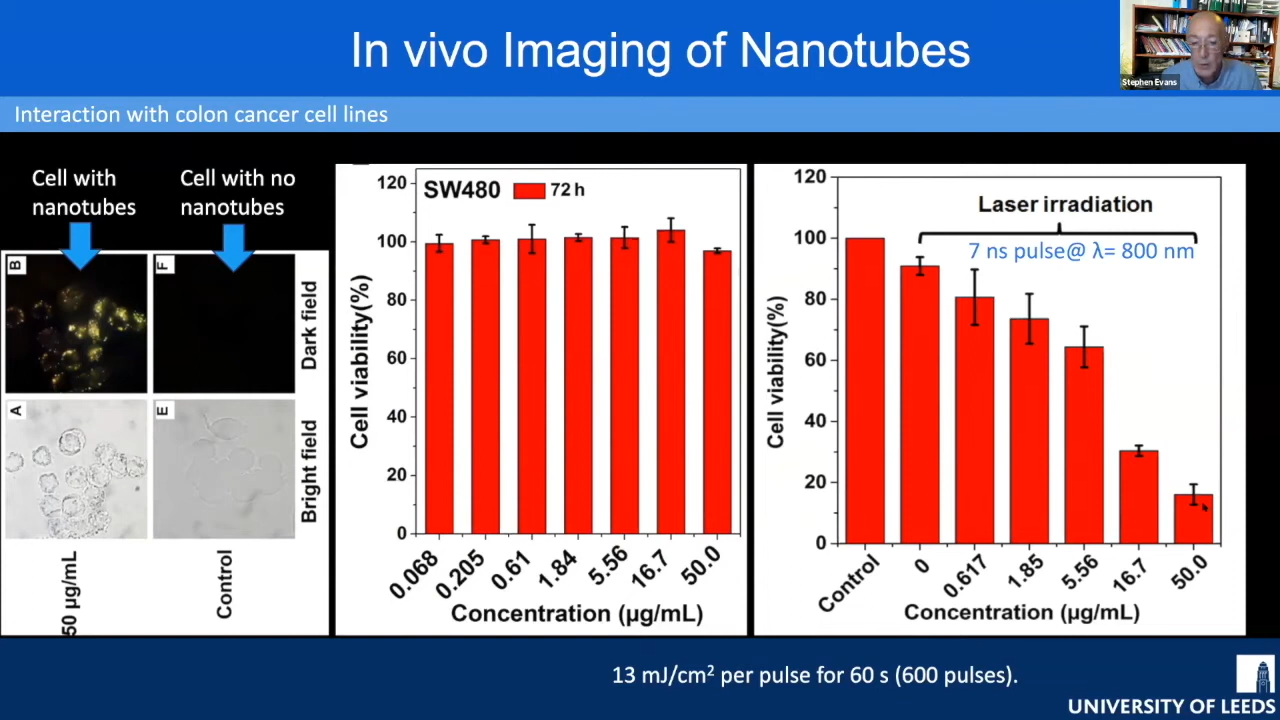 In vivo Imaging of Nanotubes
Stephen Evans
Interaction with colon cancer cell lines
Cell with
nanotubes
Cell with no
nanotubes
B
F
Dark field
A
E
Bright field
50 µg/mL
Control
SW480
72 h
120
100
80
60
40
20
0
Cell viability(%)
0.068
0.205
0.61
1.84
5.56
16.7
50.0
Concentration (µg/mL)
Laser irradiation
7 ns pulse@ λ= 800 nm
120
100
80
60
40
20
0
Cell viability(%)
Control
0
0.617
1.85
5.56
16.7
50.0
Concentration (µg/mL)
13 mJ/cm² per pulse for 60 s (600 pulses).
UNIVERSITY OF LEEDS